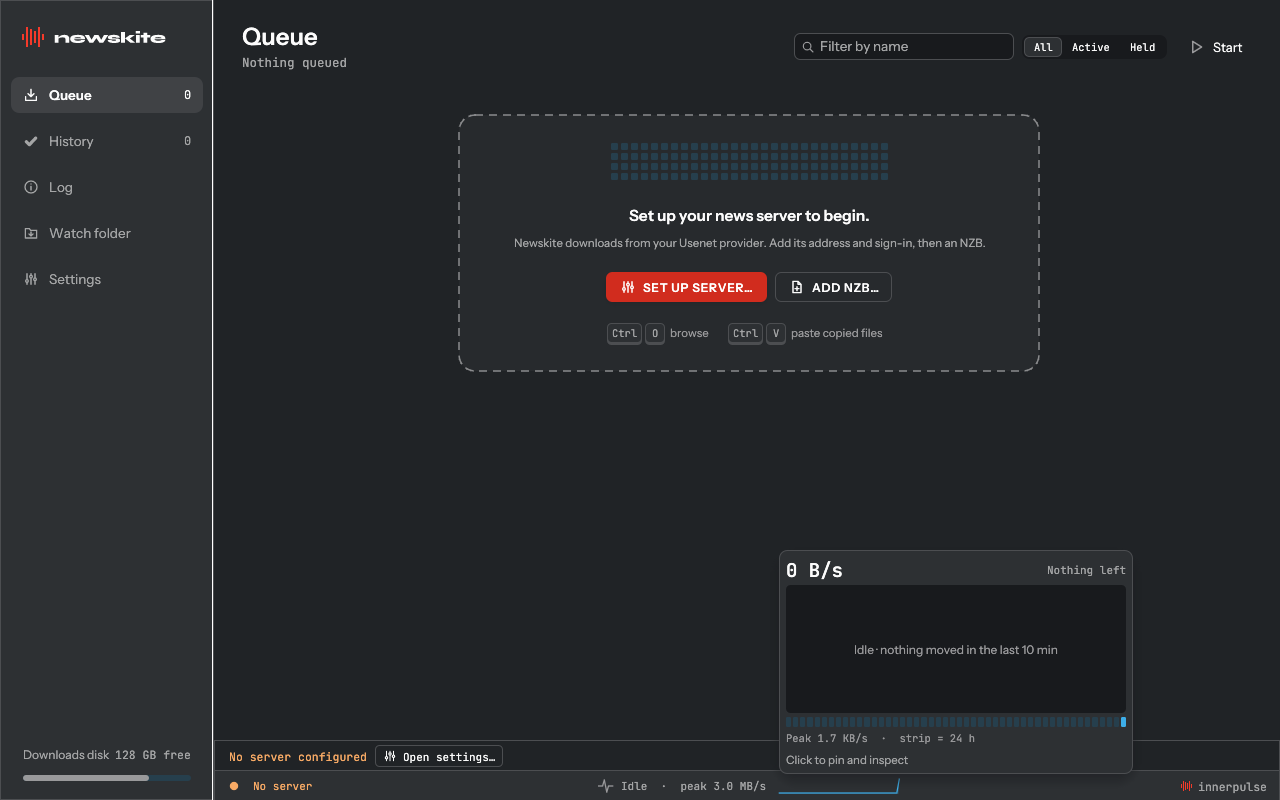 newskite
Queue 0
History 0
Log
Watch folder
Settings
Downloads disk 128 GB free
Queue
Nothing queued
Filter by name
All Active Held
Start
Set up your news server to begin.
Newskite downloads from your Usenet provider. Add its address and sign-in, then an NZB.
SET UP SERVER… ADD NZB…
Ctrl O browse Ctrl V paste copied files
0 B/s Nothing left
Idle · nothing moved in the last 10 min
Peak 1.7 KB/s · strip = 24 h
Click to pin and inspect
No server configured Open settings…
No server Idle · peak 3.0 MB/s innerpulse